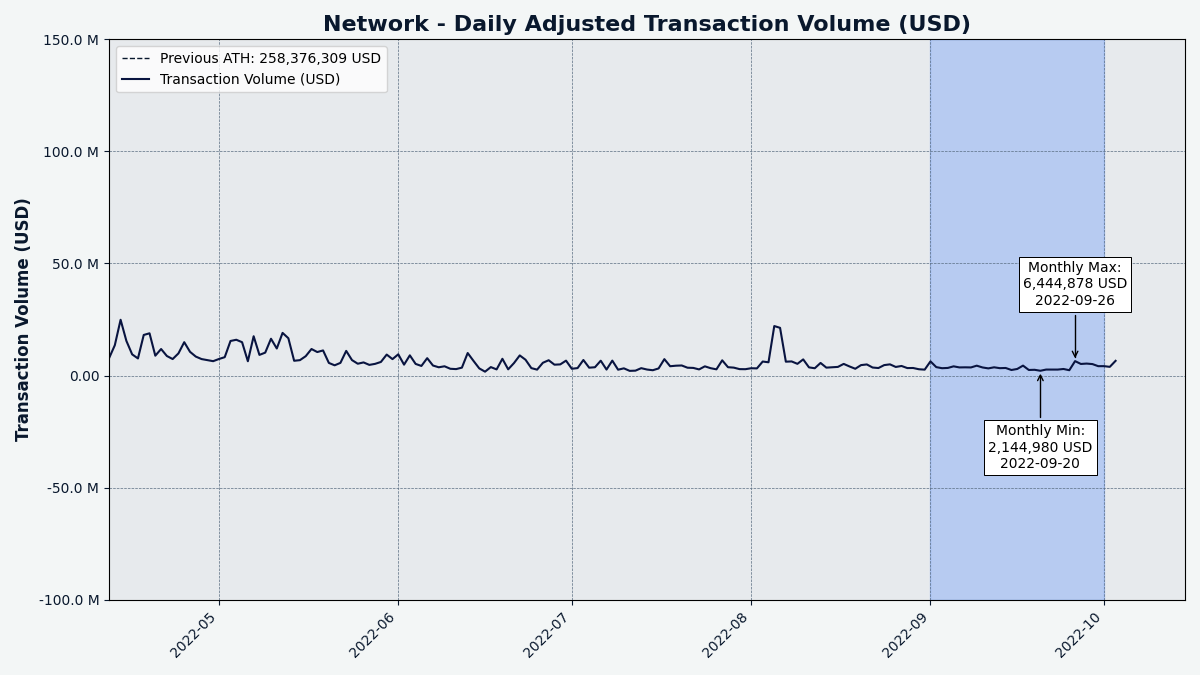 Network - Daily Adjusted Transaction Volume (USD)
Previous ATH: 258,376,309 USD
Transaction Volume (USD)
Transaction Volume (USD)
150.0 M
100.0 M
50.0 M
0.00
-50.0 M
-100.0 M
Monthly Max:
6,444,878 USD
2022-09-26
Monthly Min:
2,144,980 USD
2022-09-20
2022-05
2022-06
2022-07
2022-08
2022-09
2022-10